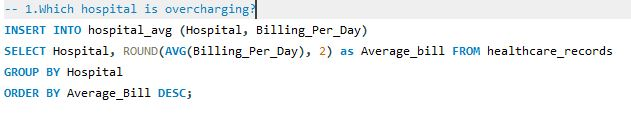 -- 1.Which hospital is overcharging?
INSERT INTO hospital_avg (Hospital, Billing_Per_Day)
SELECT Hospital, ROUND(AVG(Billing_Per_Day), 2) as Average_bill FROM healthcare_records
GROUP BY Hospital
ORDER BY Average_Bill DESC;